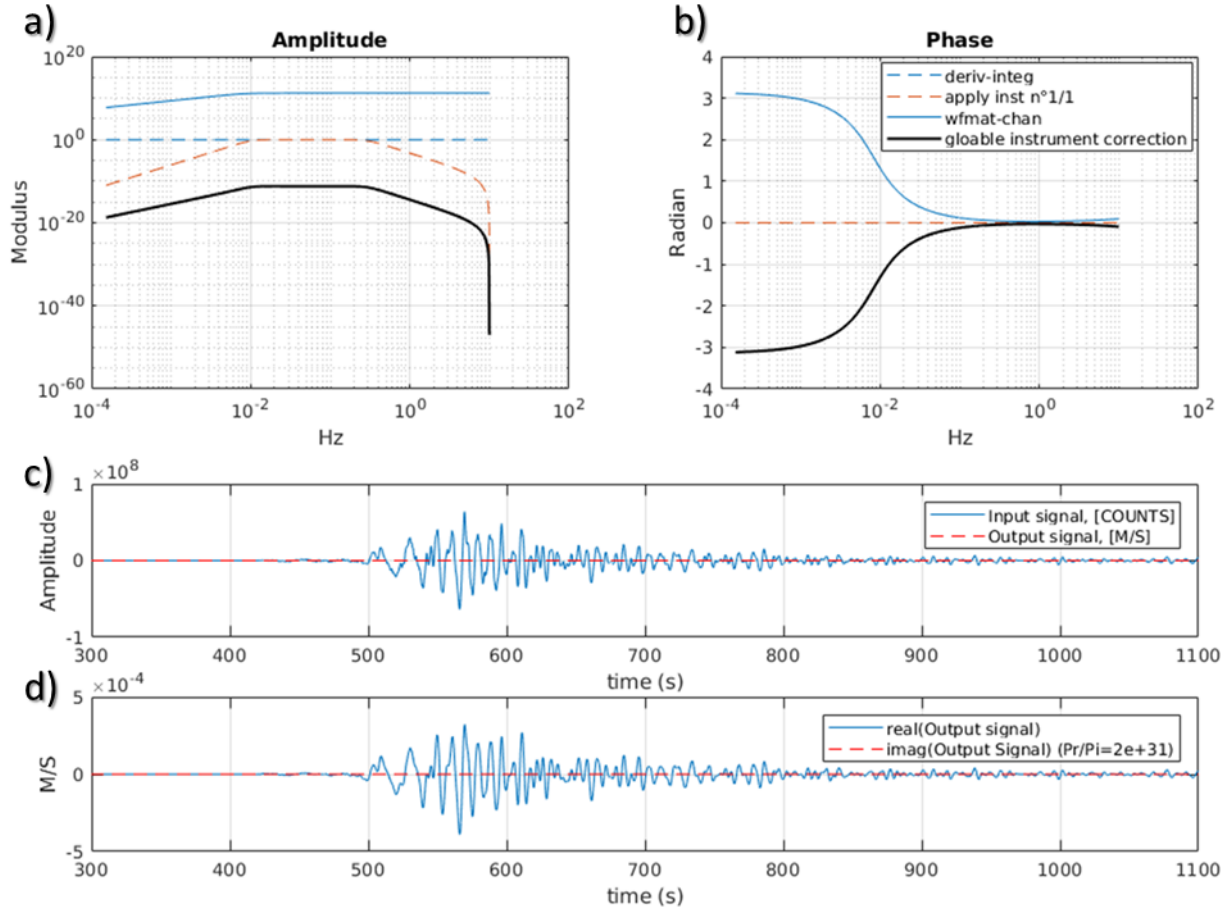 a)
Amplitude
10^20
10^0
10^-20
10^-40
10^-60
Modulus
10^-4
10^-2
10^0
10^2
Hz
b)
Phase
4
3
2
1
0
-1
-2
-3
-4
Radian
deriv-integ
apply inst n°1/1
wfmat-chan
gloable instrument correction
10^-4
10^-2
10^0
10^2
Hz
c)
×10^8
1
0
-1
Amplitude
Input signal, [COUNTS]
Output signal, [M/S]
300 400 500 600 700 800 900 1000 1100
time (s)
d)
×10^-4
5
0
-5
M/S
real(Output signal)
imag(Output Signal) (Pr/Pi=2e+31)
300 400 500 600 700 800 900 1000 1100
time (s)